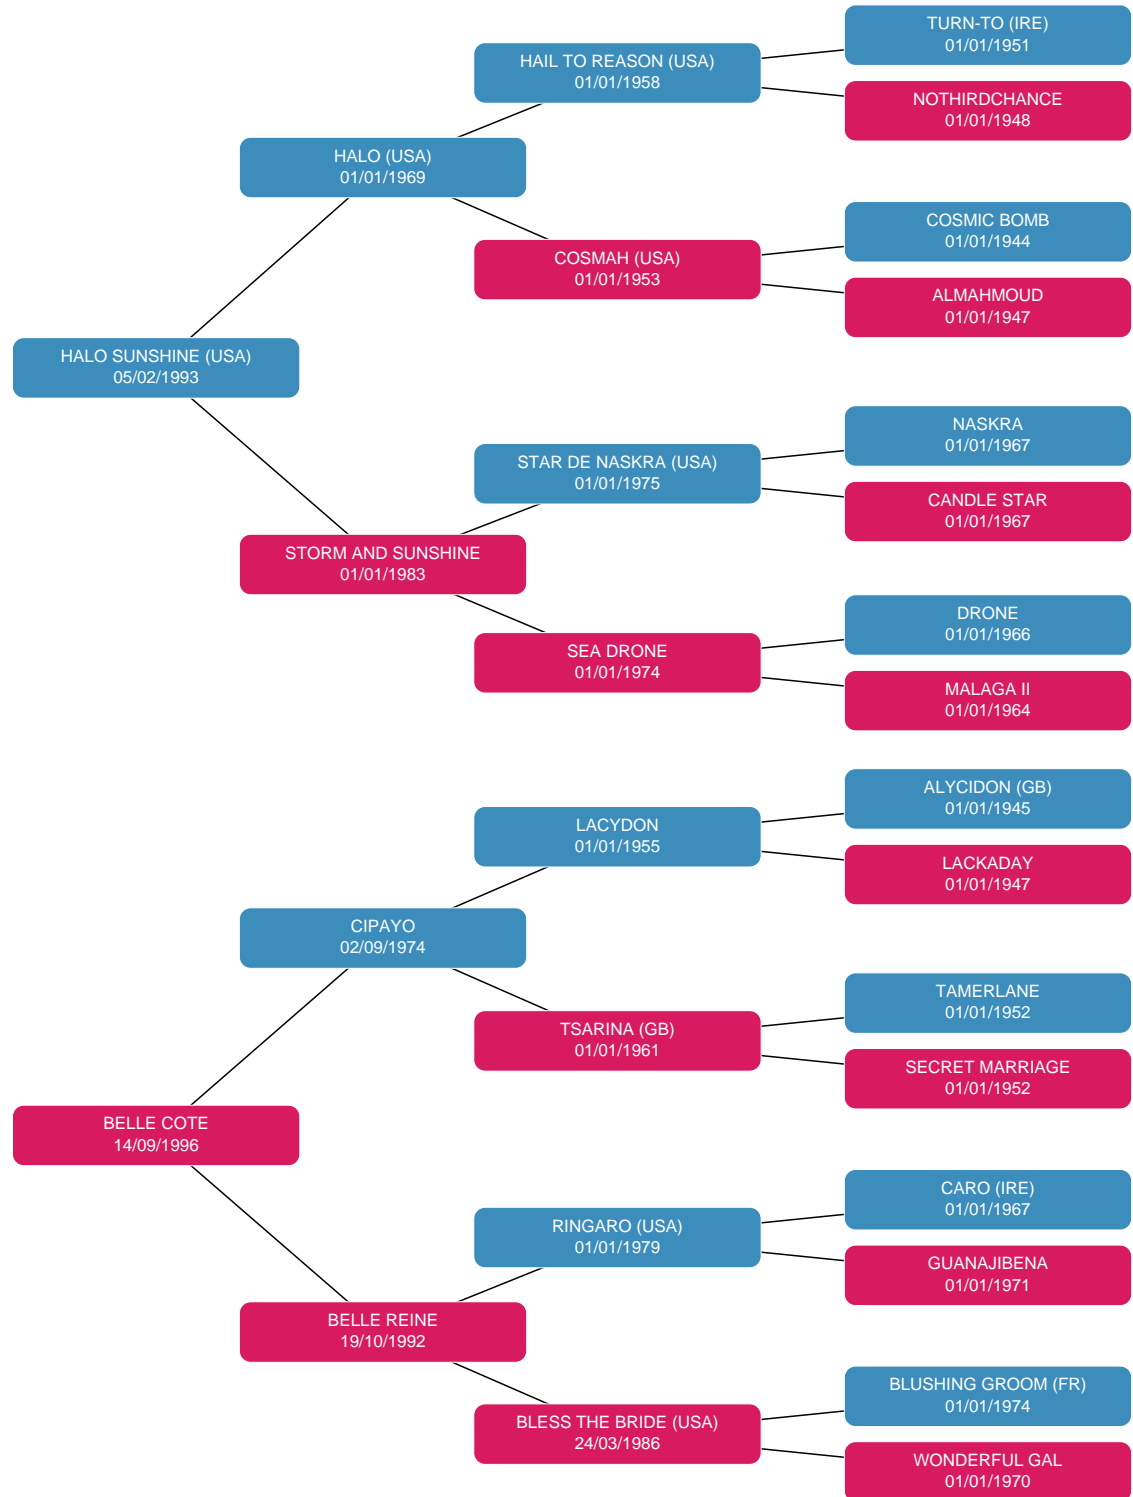 TURN-TO (IRE)
01/01/1951
HAIL TO REASON (USA)
01/01/1958
NOTHIRDCHANCE
01/01/1948
HALO (USA)
01/01/1969
COSMIC BOMB
01/01/1944
COSMAH (USA)
01/01/1953
ALMAHMOUD
01/01/1947
HALO SUNSHINE (USA)
05/02/1993
NASKRA
01/01/1967
STAR DE NASKRA (USA)
01/01/1975
CANDLE STAR
01/01/1967
STORM AND SUNSHINE
01/01/1983
DRONE
01/01/1966
SEA DRONE
01/01/1974
MALAGA II
01/01/1964
ALYCIDON (GB)
01/01/1945
LACYDON
01/01/1955
LACKADAY
01/01/1947
CIPAYO
02/09/1974
TAMERLANE
01/01/1952
TSARINA (GB)
01/01/1961
SECRET MARRIAGE
01/01/1952
BELLE COTE
14/09/1996
CARO (IRE)
01/01/1967
RINGARO (USA)
01/01/1979
GUANAJIBENA
01/01/1971
BELLE REINE
19/10/1992
BLUSHING GROOM (FR)
01/01/1974
BLESS THE BRIDE (USA)
24/03/1986
WONDERFUL GAL
01/01/1970